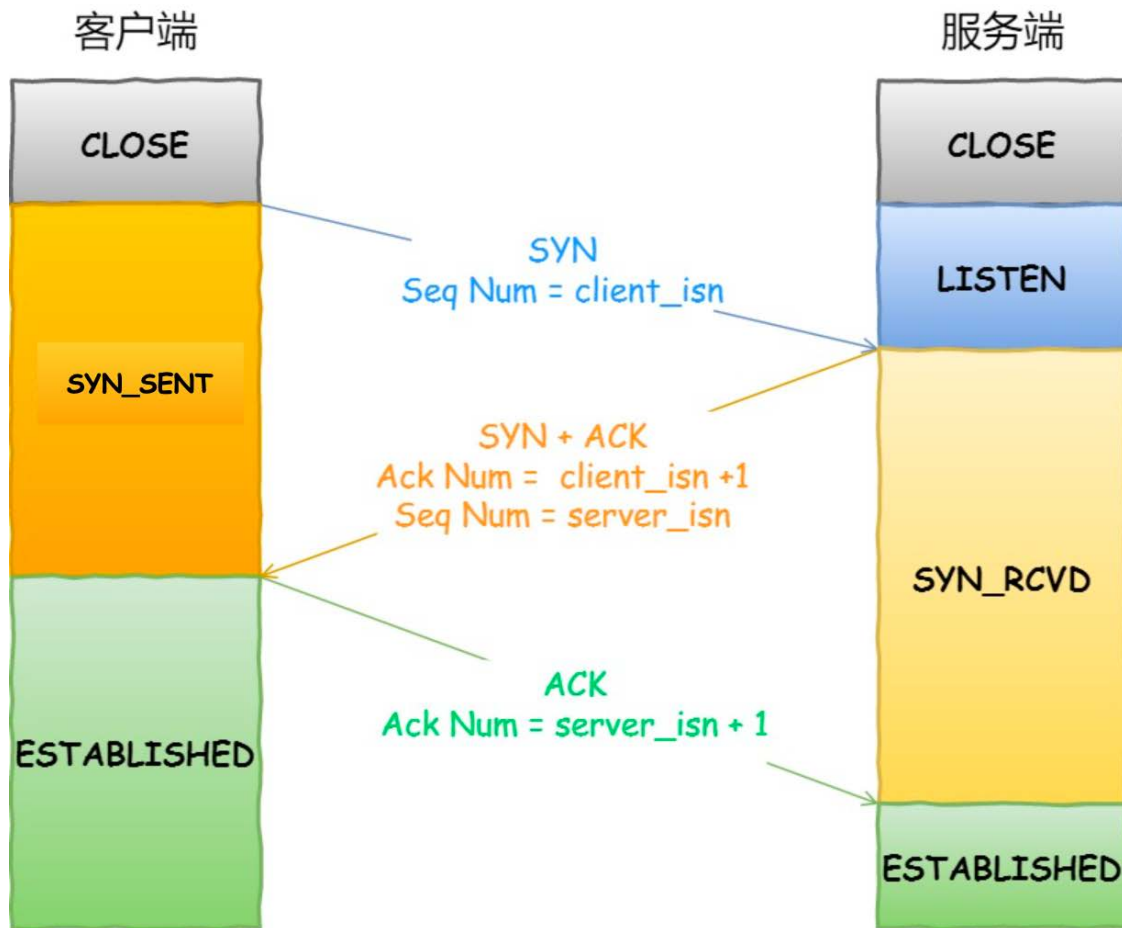 客户端
服务端
CLOSE
CLOSE
SYN
Seq Num = client_isn
LISTEN
SYN_SENT
SYN + ACK
Ack Num = client_isn +1
Seq Num = server_isn
SYN_RCVD
ACK
Ack Num = server_isn + 1
ESTABLISHED
ESTABLISHED